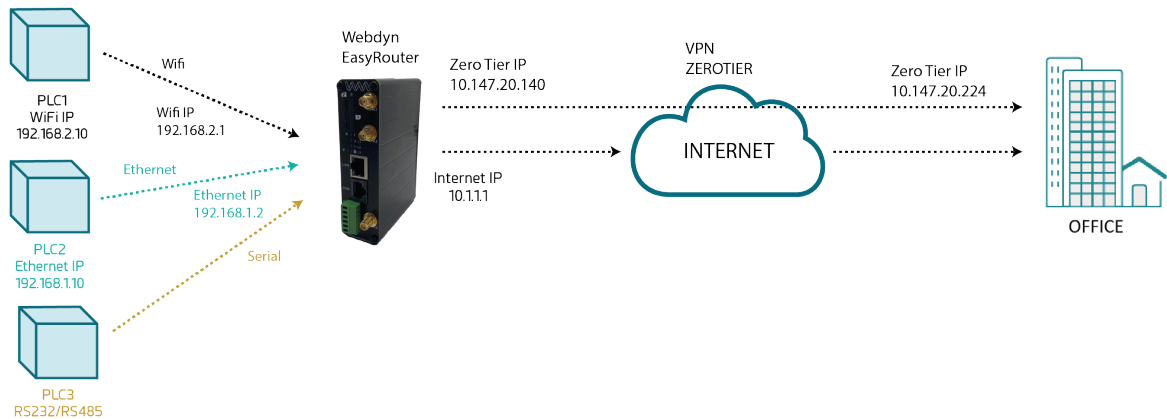 Webdyn
EasyRouter
VPN
ZEROTIER
Zero Tier IP
10.147.20.140
Zero Tier IP
10.147.20.224
Wifi
PLC1
WiFi IP
192.168.2.10
Wifi IP
192.168.2.1
INTERNET
Ethernet
Internet IP
10.1.1.1
Ethernet IP
192.168.1.2
OFFICE
PLC2
Ethernet IP
192.168.1.10
Serial
PLC3
RS232/RS485